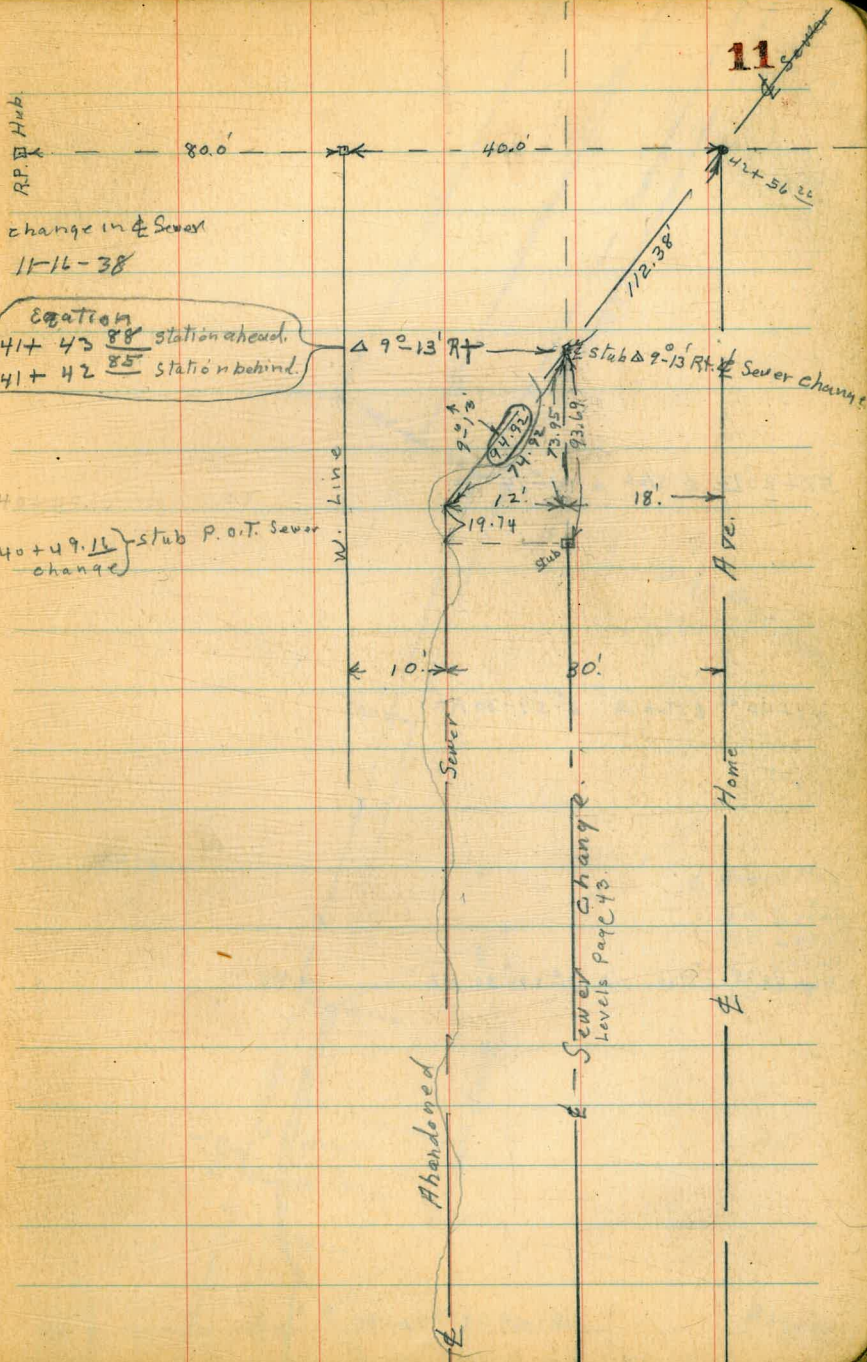 11
℄ Sewer
R.P. Hub
80.0'
40.0'
42+56 22
change in ℄ Sewer
11-16-38
112.38'
Eqation
41+43 88 station ahead.
41+42 85 station behind.
Δ 9°-13' Rt
stub Δ 9°-13' Rt. ℄ Sewer change
9°-13'
94.92
74.92
73.95
93.69
12'
18'
19.74
W. Line
40+49.16 } stub P.O.T. Sewer
change
stub
10'
30'
℄ Abandoned Sewer
℄ Sewer Change
Levels Page 43.
℄ Home Ave.